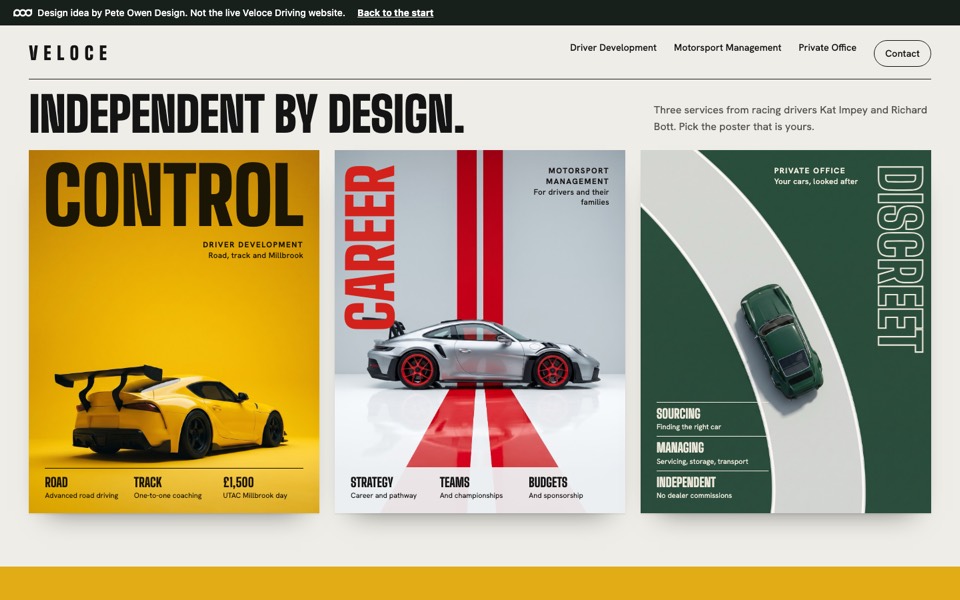 Design idea by Pete Owen Design. Not the live Veloce Driving website. Back to the start
VELOCE
Driver Development Motorsport Management Private Office Contact
INDEPENDENT BY DESIGN.
Three services from racing drivers Kat Impey and Richard
Bott. Pick the poster that is yours.
CONTROL
DRIVER DEVELOPMENT
Road, track and Millbrook
ROAD TRACK £1,500
Advanced road driving One-to-one coaching UTAC Millbrook day
CAREER
MOTORSPORT
MANAGEMENT
For drivers and their
families
STRATEGY TEAMS BUDGETS
Career and pathway And championships And sponsorship
PRIVATE OFFICE
Your cars, looked after
DISCREET
SOURCING
Finding the right car
MANAGING
Servicing, storage, transport
INDEPENDENT
No dealer commissions